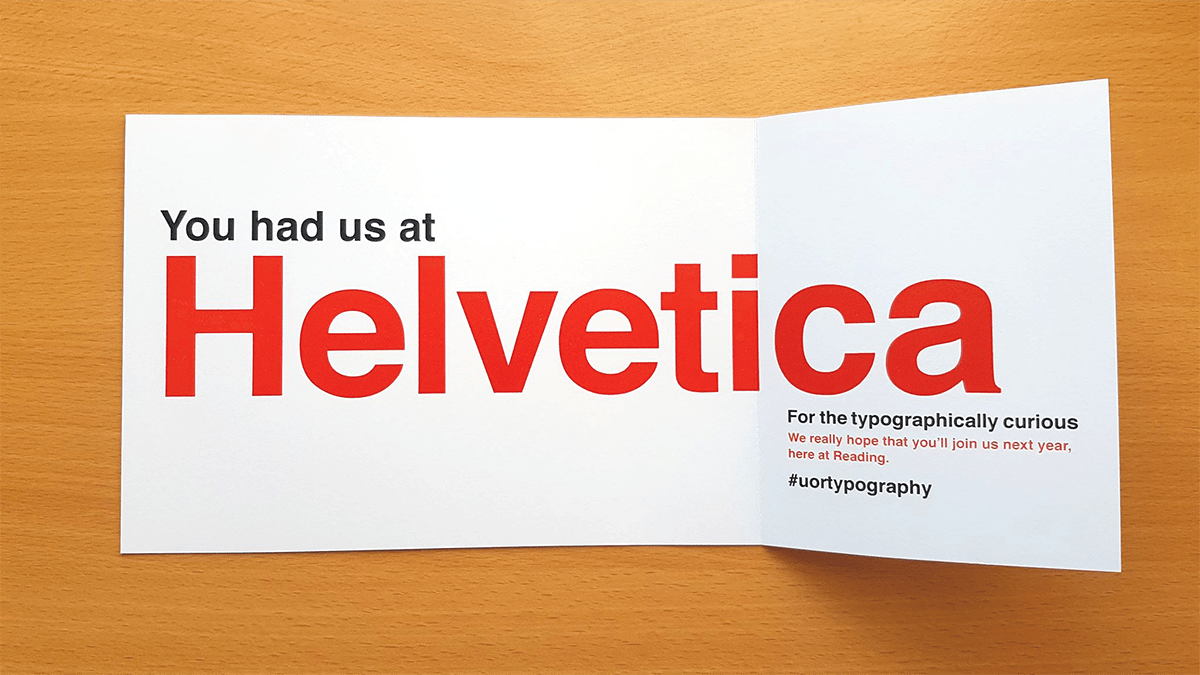 You had us at
Helvetica
For the typographically curious
We really hope that you'll join us next year,
here at Reading.
#uortypography